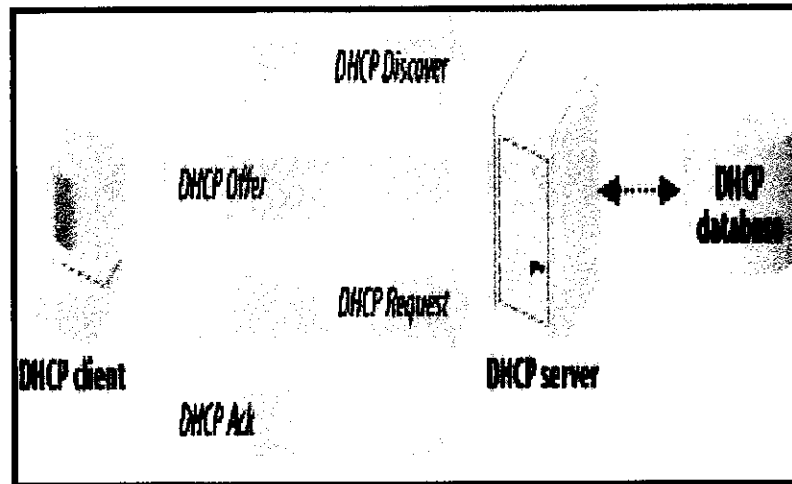 DHCP Discover
DHCP Offer
DHCP
database
DHCP Request
DHCP client
DHCP server
DHCP Ack